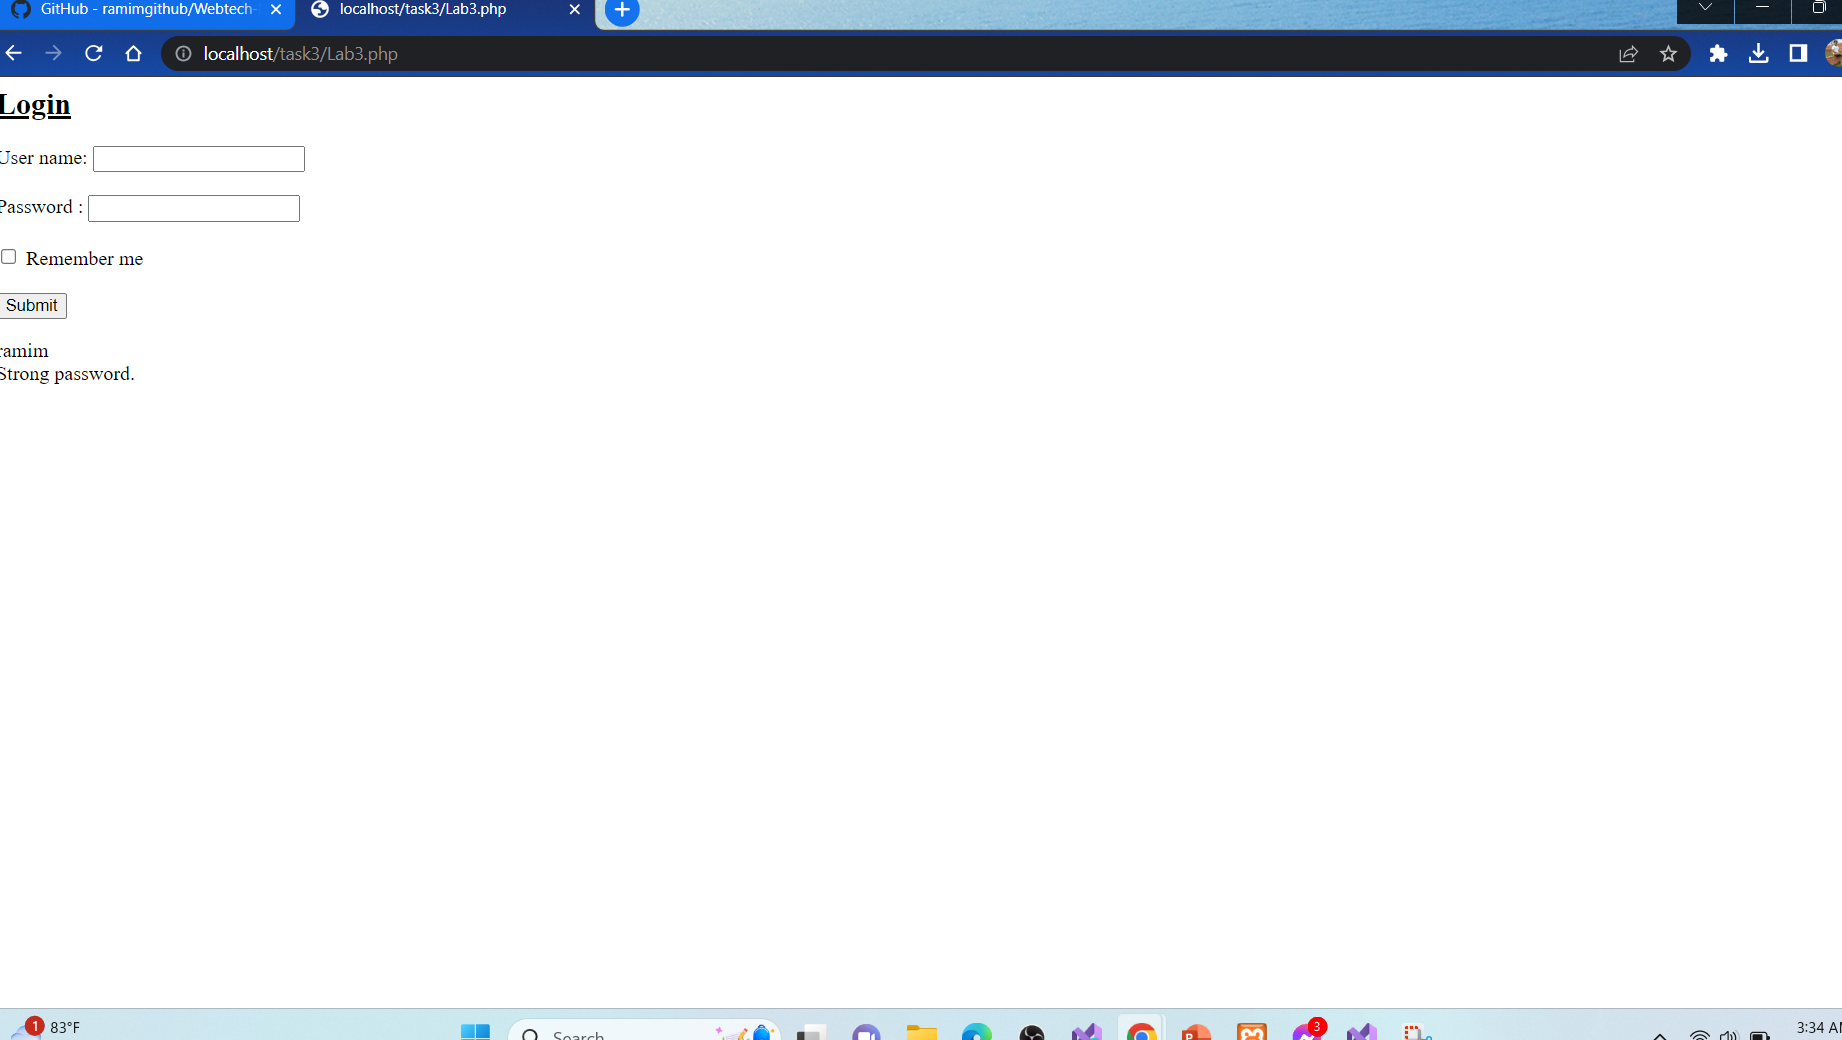 GitHub - ramimgithub/Webtech-
localhost/task3/Lab3.php
localhost/task3/Lab3.php
Login
User name:
Password :
Remember me
Submit
ramim
Strong password.
1
83°F
Search
3
3:34 AM